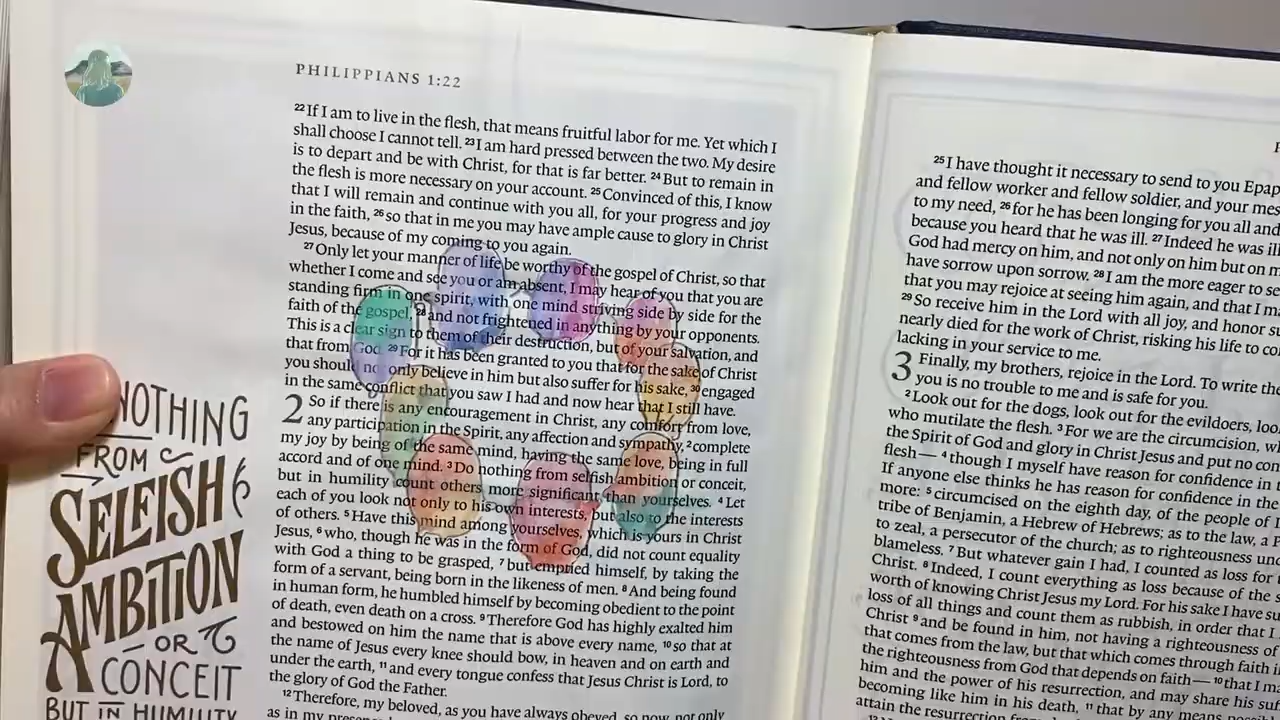 PHILIPPIANS 1:22
22 If I am to live in the flesh, that means fruitful labor for me. Yet which I
shall choose I cannot tell. 23 I am hard pressed between the two. My desire
is to depart and be with Christ, for that is far better. 24 But to remain in
the flesh is more necessary on your account. 25 Convinced of this, I know
that I will remain and continue with you all, for your progress and joy
in the faith, 26 so that in me you may have ample cause to glory in Christ
Jesus, because of my coming to you again.
27 Only let your manner of life be worthy of the gospel of Christ, so that
whether I come and see you or am absent, I may hear of you that you are
standing firm in one spirit, with one mind striving side by side for the
faith of the gospel, 28 and not frightened in anything by your opponents.
This is a clear sign to them of their destruction, but of your salvation, and
that from God. 29 For it has been granted to you that for the sake of Christ
you should not only believe in him but also suffer for his sake, 30 engaged
in the same conflict that you saw I had and now hear that I still have.
2 So if there is any encouragement in Christ, any comfort from love,
any participation in the Spirit, any affection and sympathy, 2 complete
my joy by being of the same mind, having the same love, being in full
accord and of one mind. 3 Do nothing from selfish ambition or conceit,
but in humility count others more significant than yourselves. 4 Let
each of you look not only to his own interests, but also to the interests
of others. 5 Have this mind among yourselves, which is yours in Christ
Jesus, 6 who, though he was in the form of God, did not count equality
with God a thing to be grasped, 7 but emptied himself, by taking the
form of a servant, being born in the likeness of men. 8 And being found
in human form, he humbled himself by becoming obedient to the point
of death, even death on a cross. 9 Therefore God has highly exalted him
and bestowed on him the name that is above every name, 10 so that at
the name of Jesus every knee should bow, in heaven and on earth and
under the earth, 11 and every tongue confess that Jesus Christ is Lord, to
the glory of God the Father.
12 Therefore, my beloved, as you have always obeyed, so now, not only
as in my
NOTHING
FROM
SELFISH
AMBITION
OR
CONCEIT
BUT IN HUMILITY
25 I have thought it necessary to send to you Epap
and fellow worker and fellow soldier, and your mes
to my need, 26 for he has been longing for you all and
because you heard that he was ill. 27 Indeed he was ill
God had mercy on him, and not only on him but on m
have sorrow upon sorrow. 28 I am the more eager to se
that you may rejoice at seeing him again, and that I ma
29 So receive him in the Lord with all joy, and honor su
nearly died for the work of Christ, risking his life to co
lacking in your service to me.
3 Finally, my brothers, rejoice in the Lord. To write the
you is no trouble to me and is safe for you.
2 Look out for the dogs, look out for the evildoers, loo
who mutilate the flesh. 3 For we are the circumcision, w
the Spirit of God and glory in Christ Jesus and put no con
flesh— 4 though I myself have reason for confidence in
If anyone else thinks he has reason for confidence in the
more: 5 circumcised on the eighth day, of the people of I
tribe of Benjamin, a Hebrew of Hebrews; as to the law, a P
to zeal, a persecutor of the church; as to righteousness und
blameless. 7 But whatever gain I had, I counted as loss for
Christ. 8 Indeed, I count everything as loss because of the s
worth of knowing Christ Jesus my Lord. For his sake I have su
loss of all things and count them as rubbish, in order that I
Christ 9 and be found in him, not having a righteousness of
that comes from the law, but that which comes through faith i
the righteousness from God that depends on faith— 10 that I ma
him and the power of his resurrection, and may share his suf
becoming like him in his death, 11 that by any means
attain the resurrection from